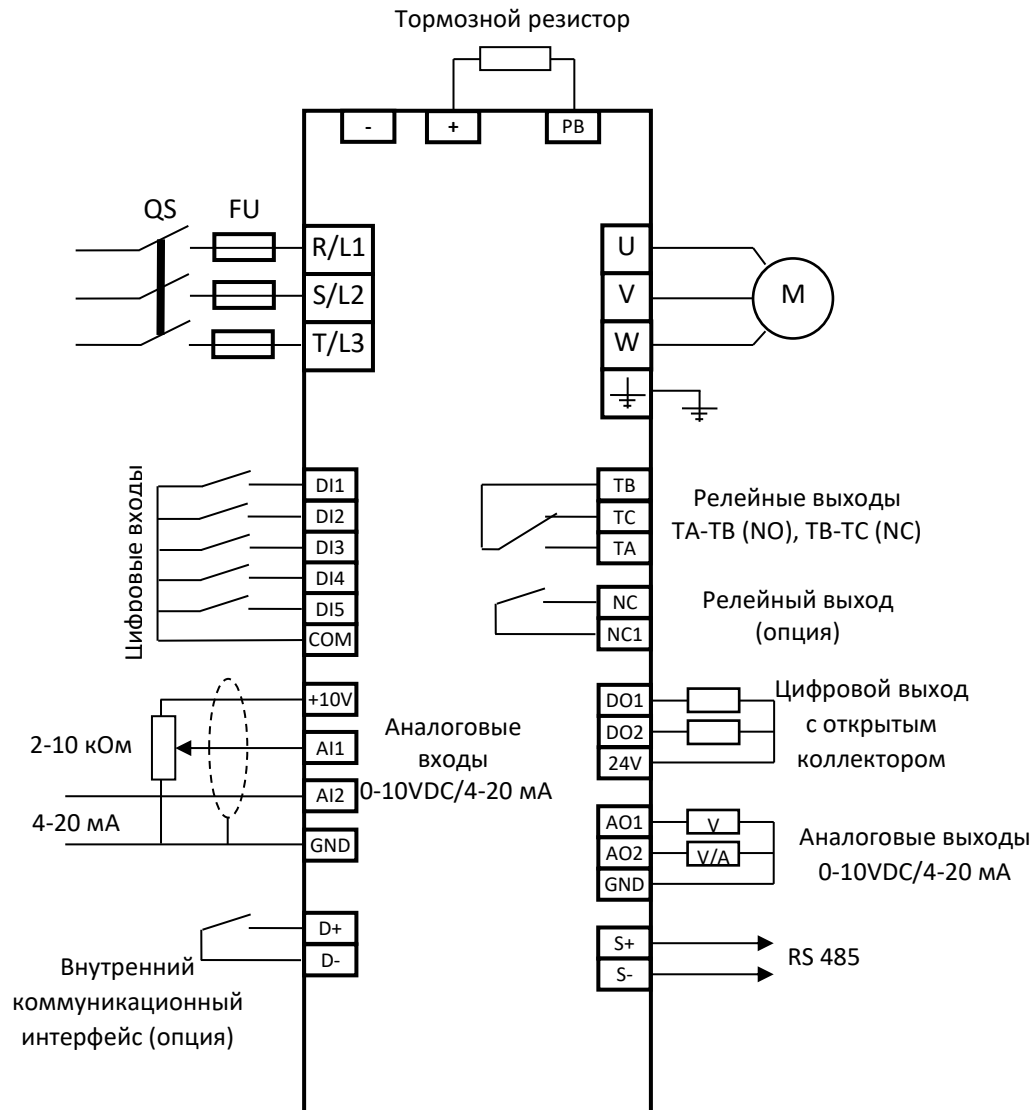 Тормозной резистор
-
+
PB
QS
FU
R/L1
S/L2
T/L3
U
V
W
M
Цифровые входы
DI1
DI2
DI3
DI4
DI5
COM
TB
TC
TA
Релейные выходы
TA-TB (NO), TB-TC (NC)
NC
NC1
Релейный выход
(опция)
+10V
AI1
AI2
GND
2-10 кОм
4-20 мА
Аналоговые
входы
0-10VDC/4-20 мА
DO1
DO2
24V
Цифровой выход
с открытым
коллектором
AO1
AO2
GND
V
V/A
Аналоговые выходы
0-10VDC/4-20 мА
D+
D-
Внутренний
коммуникационный
интерфейс (опция)
S+
S-
RS 485